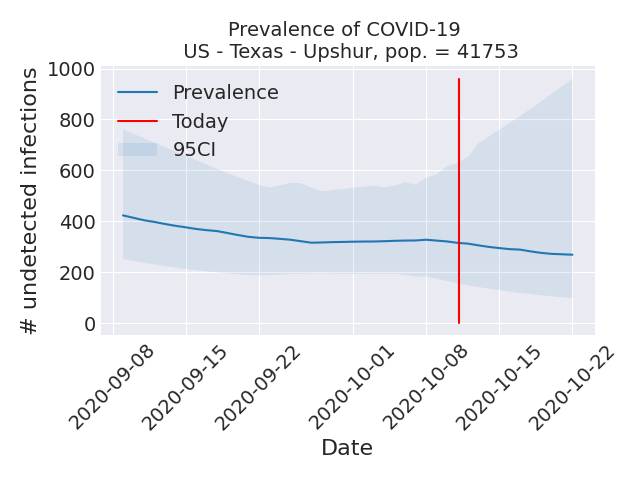 Prevalence of COVID-19
US - Texas - Upshur, pop. = 41753
# undetected infections
1000
800
600
400
200
0
Prevalence
Today
95CI
2020-09-08
2020-09-15
2020-09-22
2020-10-01
2020-10-08
2020-10-15
2020-10-22
Date